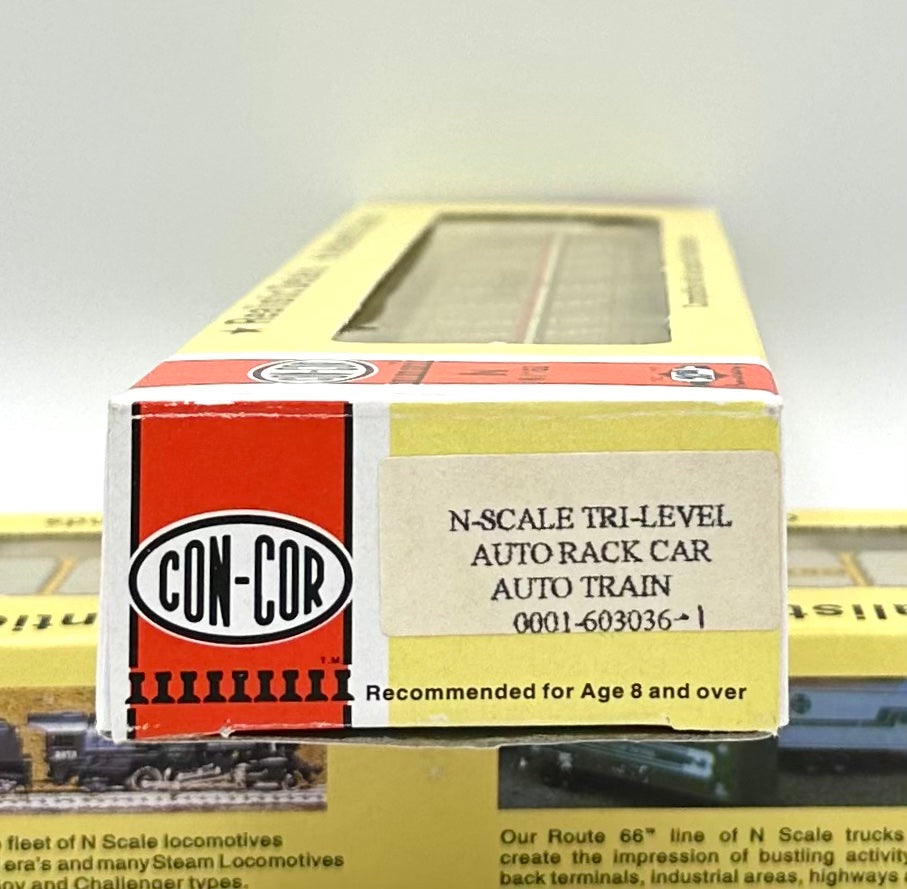 CON-COR
T.M.
N-SCALE TRI-LEVEL
AUTO RACK CAR
AUTO TRAIN
0001-603036-1
Recommended for Age 8 and over
fleet of N Scale locomotives
era's and many Steam Locomotives
and Challenger types.
Our Route 66™ line of N Scale trucks
create the impression of bustling activity
back terminals, industrial areas, highways